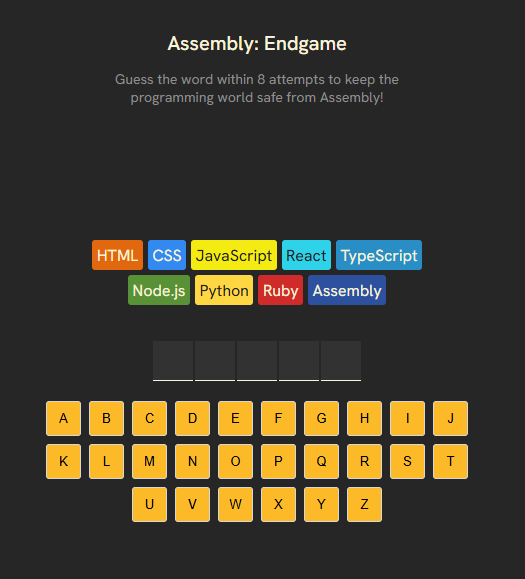 Assembly: Endgame
Guess the word within 8 attempts to keep the
programming world safe from Assembly!
HTML CSS JavaScript React TypeScript
Node.js Python Ruby Assembly
A B C D E F G H I J
K L M N O P Q R S T
U V W X Y Z